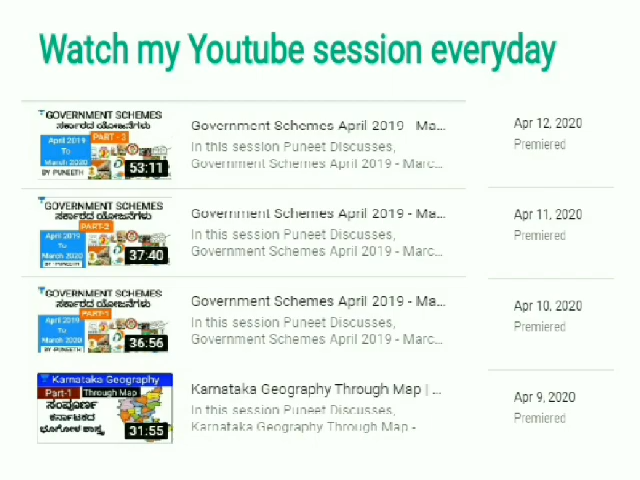 Watch my Youtube session everyday
GOVERNMENT SCHEMES
ಸರ್ಕಾರದ ಯೋಜನೆಗಳು
PART - 3
April 2019
To
March 2020
BY PUNEETH
53:11
Government Schemes April 2019 - Ma...
In this session Puneet Discusses,
Government Schemes April 2019 - Marc...
Apr 12, 2020
Premiered
GOVERNMENT SCHEMES
ಸರ್ಕಾರದ ಯೋಜನೆಗಳು
PART-2
April 2019
To
March 2020
BY PUNEETH
37:40
Government Schemes April 2019 - Ma...
In this session Puneet Discusses,
Government Schemes April 2019 - Marc...
Apr 11, 2020
Premiered
GOVERNMENT SCHEMES
ಸರ್ಕಾರದ ಯೋಜನೆಗಳು
PART-1
April 2019
To
March 2020
BY PUNEETH
36:56
Government Schemes April 2019 - Ma...
In this session Puneet Discusses,
Government Schemes April 2019 - Marc...
Apr 10, 2020
Premiered
Karnataka Geography
Part-1 Through Map
ಸಂಪೂರ್ಣ
ಕರ್ನಾಟಕದ
ಭೂಗೋಳ ಶಾಸ್ತ್ರ
31:55
Karnataka Geography Through Map | ...
In this session Puneet Discusses,
Karnataka Geography Through Map -
Apr 9, 2020
Premiered